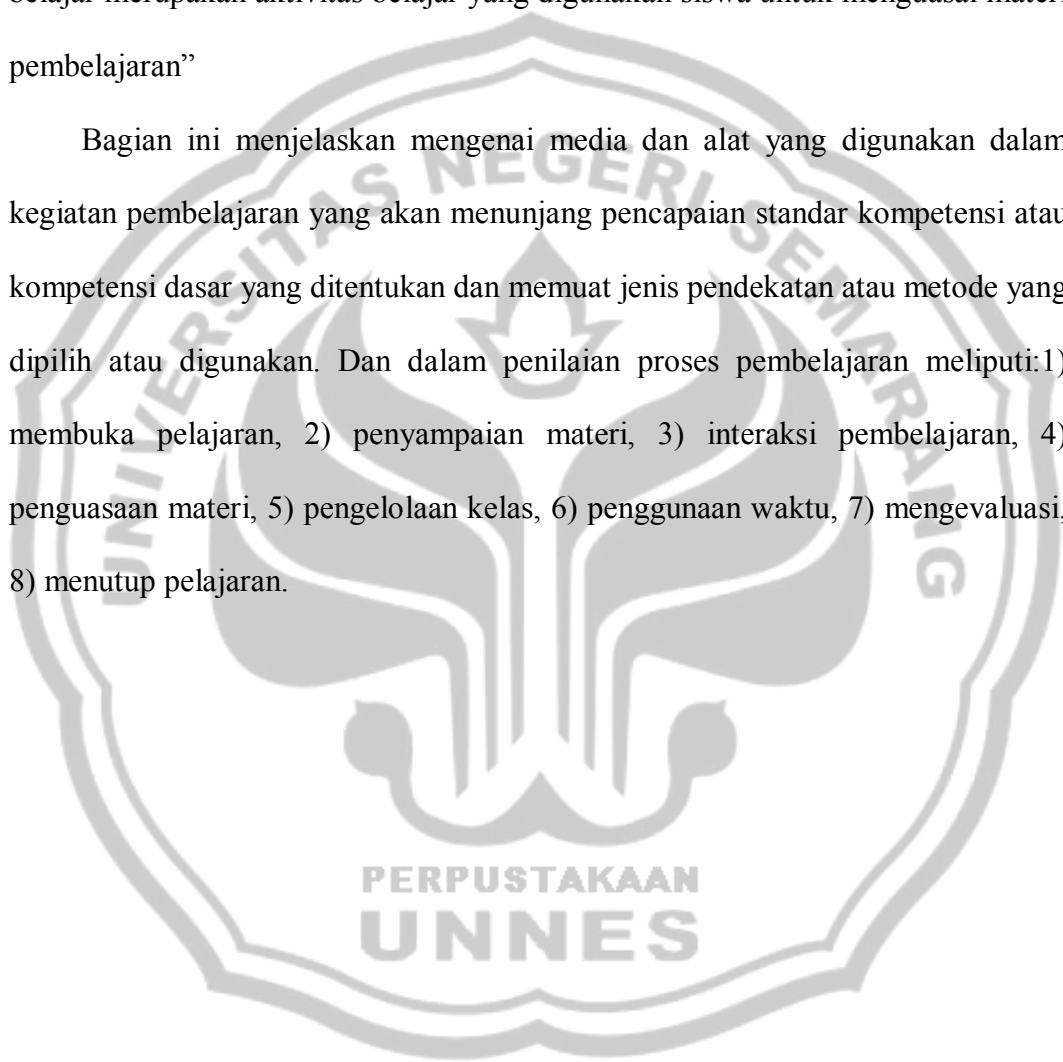 belajar merupakan aktivitas belajar yang digunakan siswa untuk menguasai materi
pembelajaran”
Bagian ini menjelaskan mengenai media dan alat yang digunakan dalam
kegiatan pembelajaran yang akan menunjang pencapaian standar kompetensi atau
kompetensi dasar yang ditentukan dan memuat jenis pendekatan atau metode yang
dipilih atau digunakan. Dan dalam penilaian proses pembelajaran meliputi:1)
membuka pelajaran, 2) penyampaian materi, 3) interaksi pembelajaran, 4)
penguasaan materi, 5) pengelolaan kelas, 6) penggunaan waktu, 7) mengevaluasi,
8) menutup pelajaran.
UNIVERSITAS NEGERI SEMARANG
PERPUSTAKAAN
UNNES